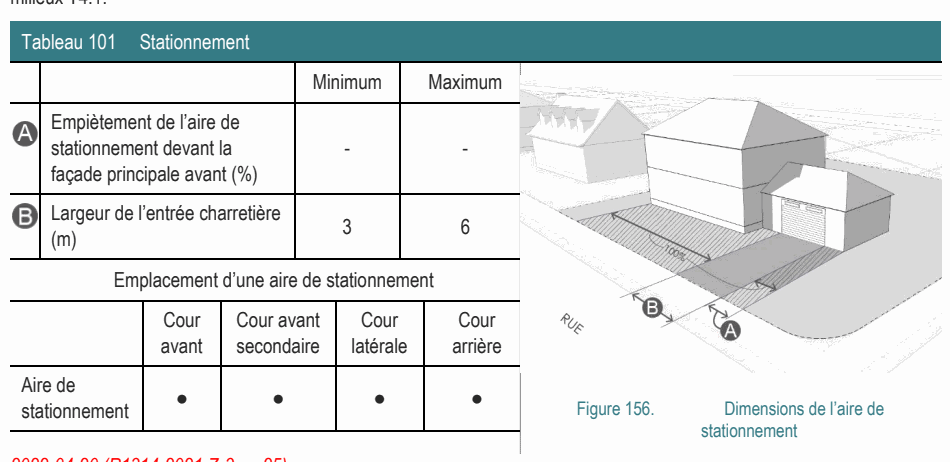 milieux T4.1.
Tableau 101 Stationnement
Minimum Maximum
A Empiètement de l'aire de
stationnement devant la
façade principale avant (%)
- -
B Largeur de l'entrée charretière
(m)
3 6
Emplacement d'une aire de stationnement
Cour
avant
Cour avant
secondaire
Cour
latérale
Cour
arrière
Aire de
stationnement
● ● ● ●
100%
B
A
RUE
Figure 156. Dimensions de l'aire de
stationnement